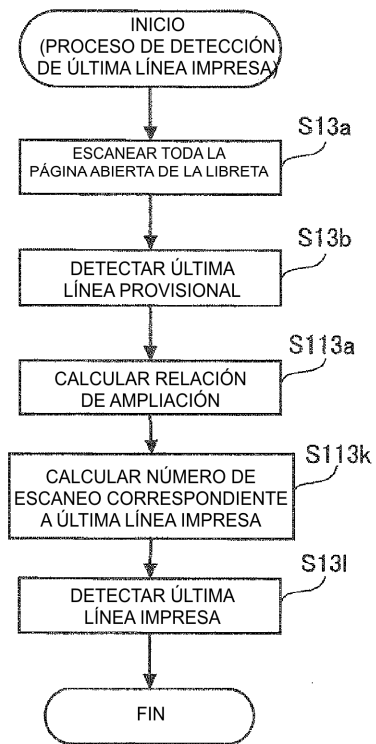 INICIO
(PROCESO DE DETECCIÓN
DE ÚLTIMA LÍNEA IMPRESA)
S13a
ESCANEAR TODA LA
PÁGINA ABIERTA DE LA LIBRETA
S13b
DETECTAR ÚLTIMA
LÍNEA PROVISIONAL
S113a
CALCULAR RELACIÓN
DE AMPLIACIÓN
S113k
CALCULAR NÚMERO DE
ESCANEO CORRESPONDIENTE
A ÚLTIMA LÍNEA IMPRESA
S13l
DETECTAR ÚLTIMA
LÍNEA IMPRESA
FIN